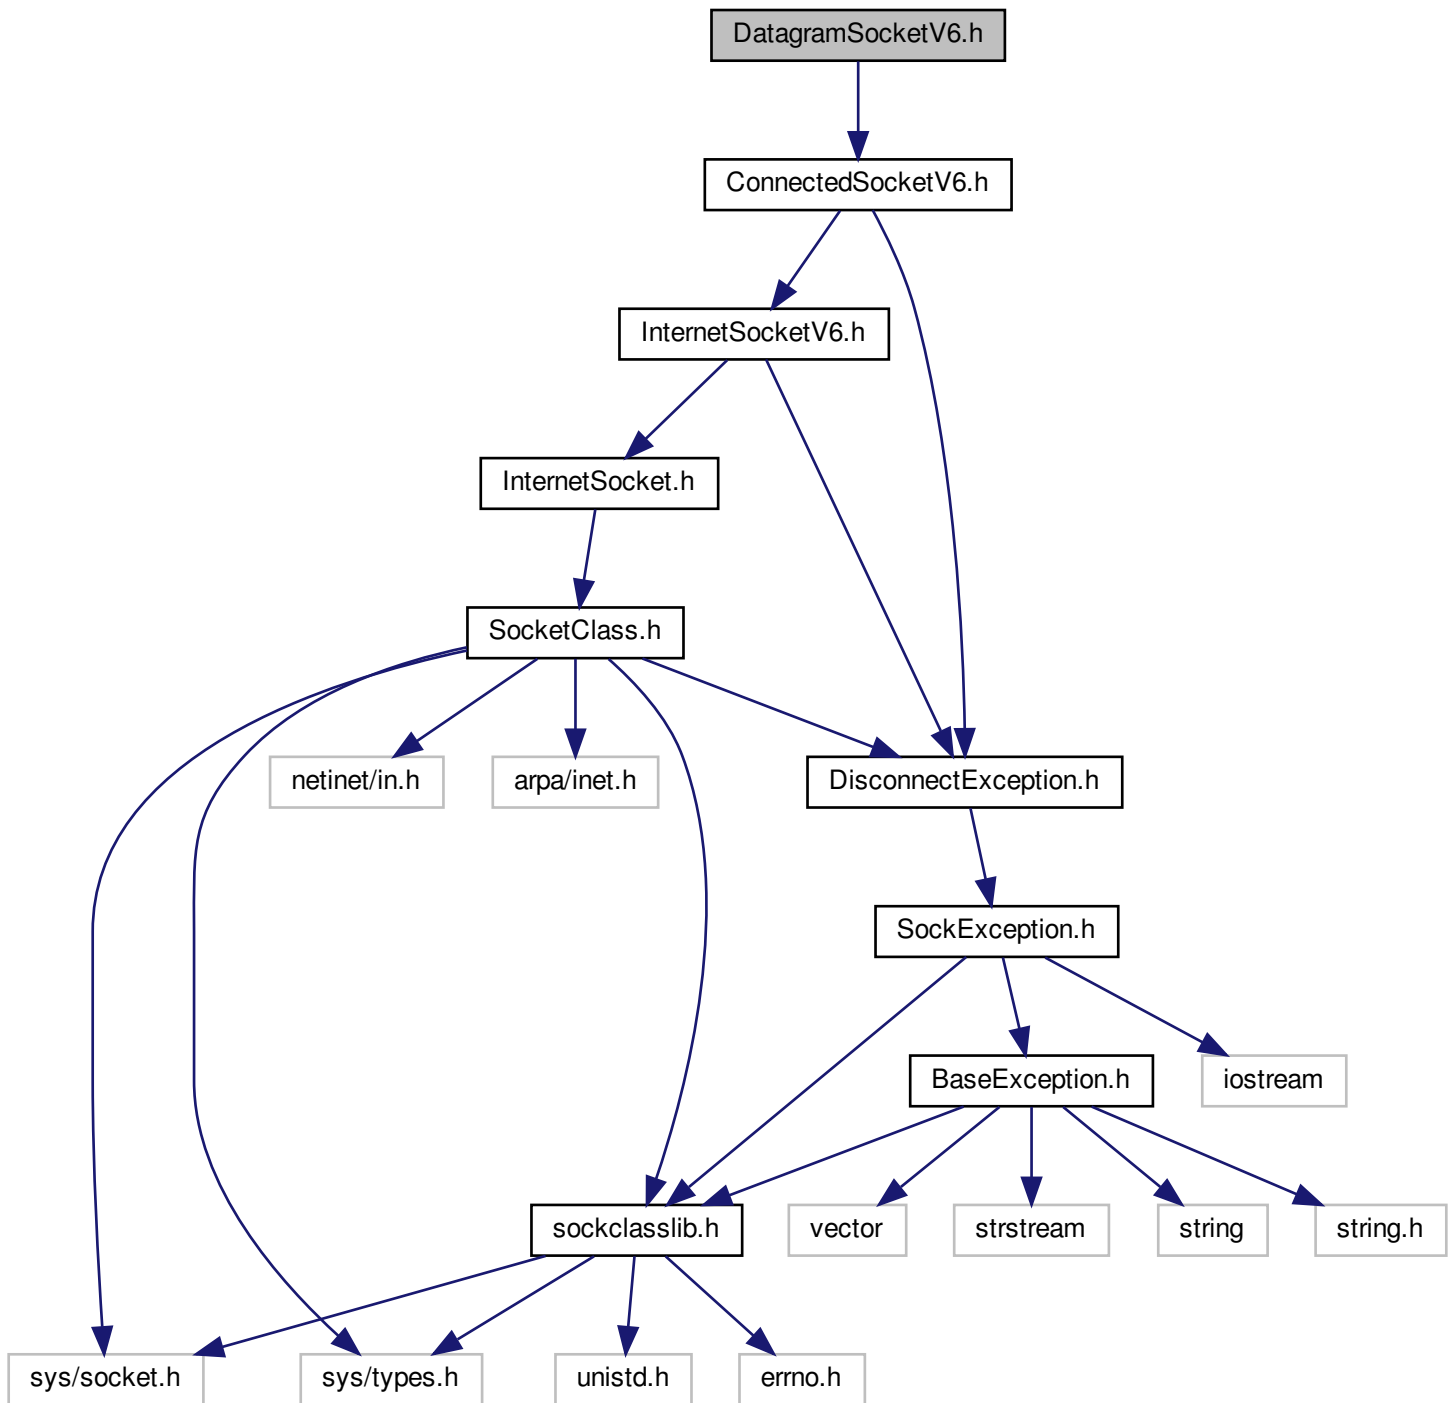 DatagramSocketV6.h
ConnectedSocketV6.h
InternetSocketV6.h
InternetSocket.h
SocketClass.h
netinet/in.h
arpa/inet.h
DisconnectException.h
SockException.h
BaseException.h
iostream
sockclasslib.h
vector
strstream
string
string.h
sys/socket.h
sys/types.h
unistd.h
errno.h